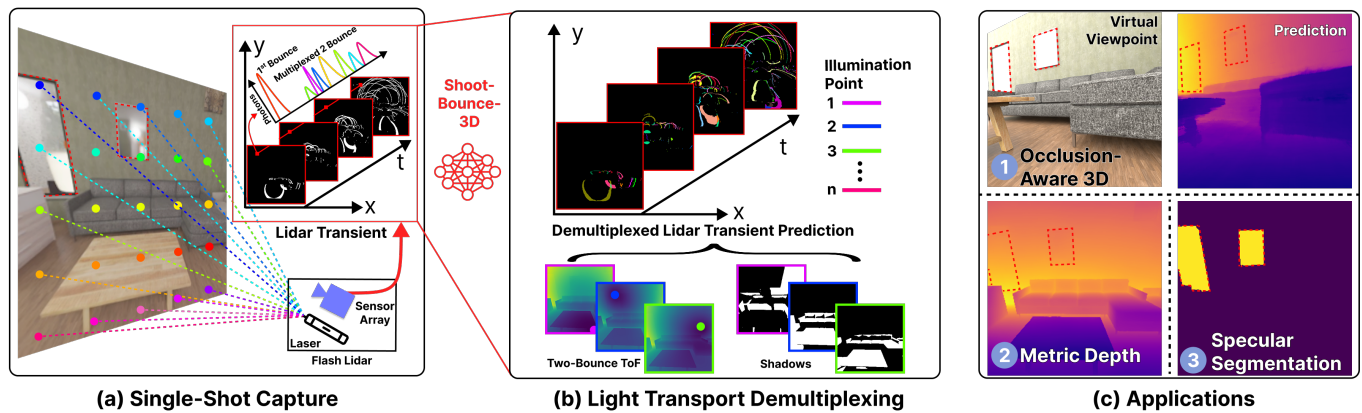 y
1st Bounce
Multiplexed 2 Bounce
Photons
t
x
Lidar Transient
Sensor
Array
Laser
Flash Lidar
(a) Single-Shot Capture
Shoot-
Bounce-
3D
y
t
x
Illumination
Point
1
2
3
n
Demultiplexed Lidar Transient Prediction
Two-Bounce ToF
Shadows
(b) Light Transport Demultiplexing
Virtual
Viewpoint
Prediction
1 Occlusion-
Aware 3D
2 Metric Depth
3 Specular
Segmentation
(c) Applications